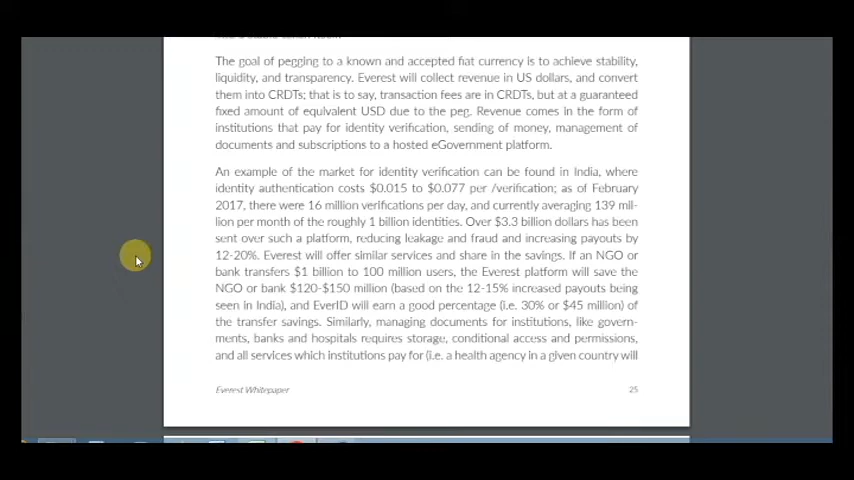 The goal of pegging to a known and accepted fiat currency is to achieve stability,
liquidity, and transparency. Everest will collect revenue in US dollars, and convert
them into CRDTs; that is to say, transaction fees are in CRDTs, but at a guaranteed
fixed amount of equivalent USD due to the peg. Revenue comes in the form of
institutions that pay for identity verification, sending of money, management of
documents and subscriptions to a hosted eGovernment platform.
An example of the market for identity verification can be found in India, where
identity authentication costs $0.015 to $0.077 per /verification; as of February
2017, there were 16 million verifications per day, and currently averaging 139 mil-
lion per month of the roughly 1 billion identities. Over $3.3 billion dollars has been
sent over such a platform, reducing leakage and fraud and increasing payouts by
12-20%. Everest will offer similar services and share in the savings. If an NGO or
bank transfers $1 billion to 100 million users, the Everest platform will save the
NGO or bank $120-$150 million (based on the 12-15% increased payouts being
seen in India), and EverID will earn a good percentage (i.e. 30% or $45 million) of
the transfer savings. Similarly, managing documents for institutions, like govern-
ments, banks and hospitals requires storage, conditional access and permissions,
and all services which institutions pay for (i.e. a health agency in a given country will
Everest Whitepaper
25